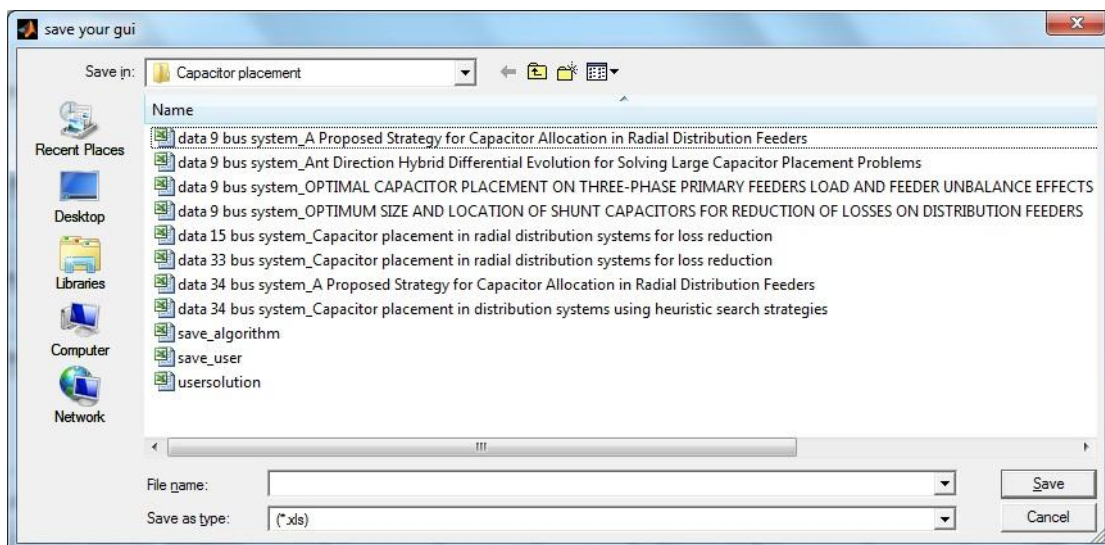 save your gui
Save in: Capacitor placement
Recent Places
Desktop
Libraries
Computer
Network
Name
data 9 bus system_A Proposed Strategy for Capacitor Allocation in Radial Distribution Feeders
data 9 bus system_Ant Direction Hybrid Differential Evolution for Solving Large Capacitor Placement Problems
data 9 bus system_OPTIMAL CAPACITOR PLACEMENT ON THREE-PHASE PRIMARY FEEDERS LOAD AND FEEDER UNBALANCE EFFECTS
data 9 bus system_OPTIMUM SIZE AND LOCATION OF SHUNT CAPACITORS FOR REDUCTION OF LOSSES ON DISTRIBUTION FEEDERS
data 15 bus system_Capacitor placement in radial distribution systems for loss reduction
data 33 bus system_Capacitor placement in radial distribution systems for loss reduction
data 34 bus system_A Proposed Strategy for Capacitor Allocation in Radial Distribution Feeders
data 34 bus system_Capacitor placement in distribution systems using heuristic search strategies
save_algorithm
save_user
usersolution
File name:
Save
Save as type: (*.xls)
Cancel